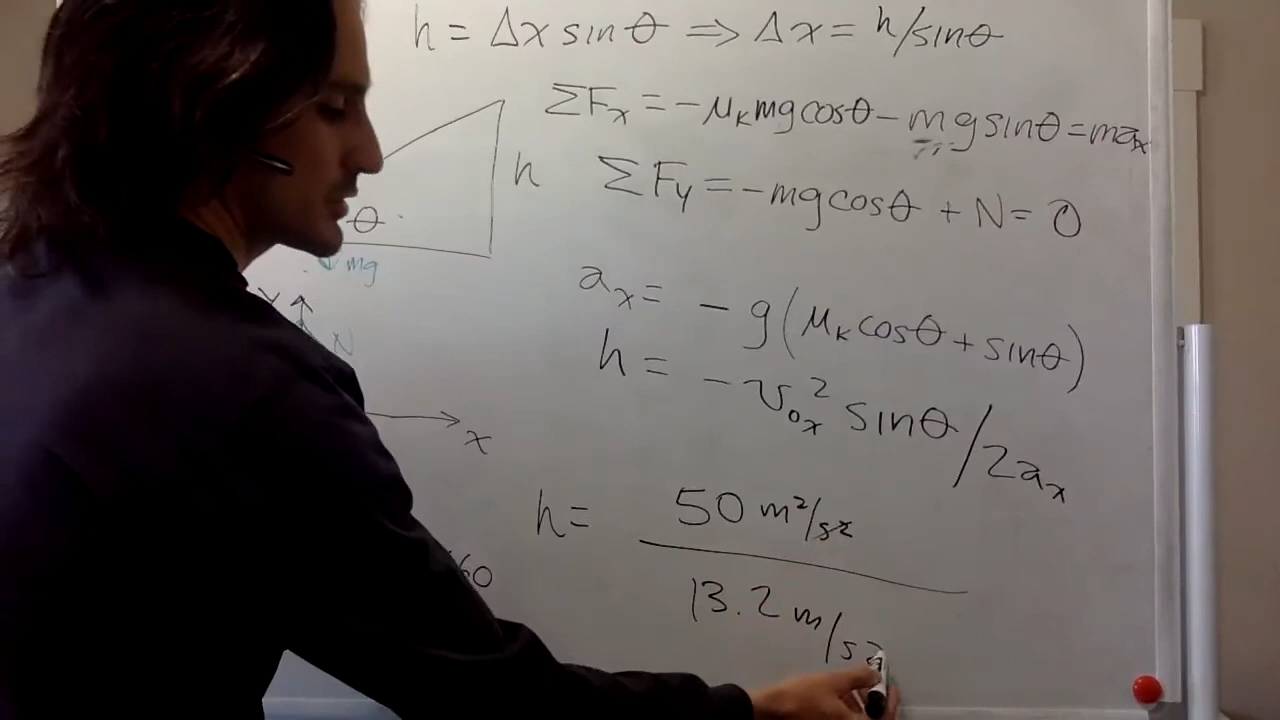 h = Δx sinθ ⇒ Δx = h/sinθ
ΣFx = -μk mg cosθ - mg sinθ = max
h
ΣFy = -mg cosθ + N = 0
θ
mg
ax = -g(μk cosθ + sinθ)
Y
N
h = -v0x² sinθ/2ax
x
h = 50 m²/s²
60
13.2 m/s2